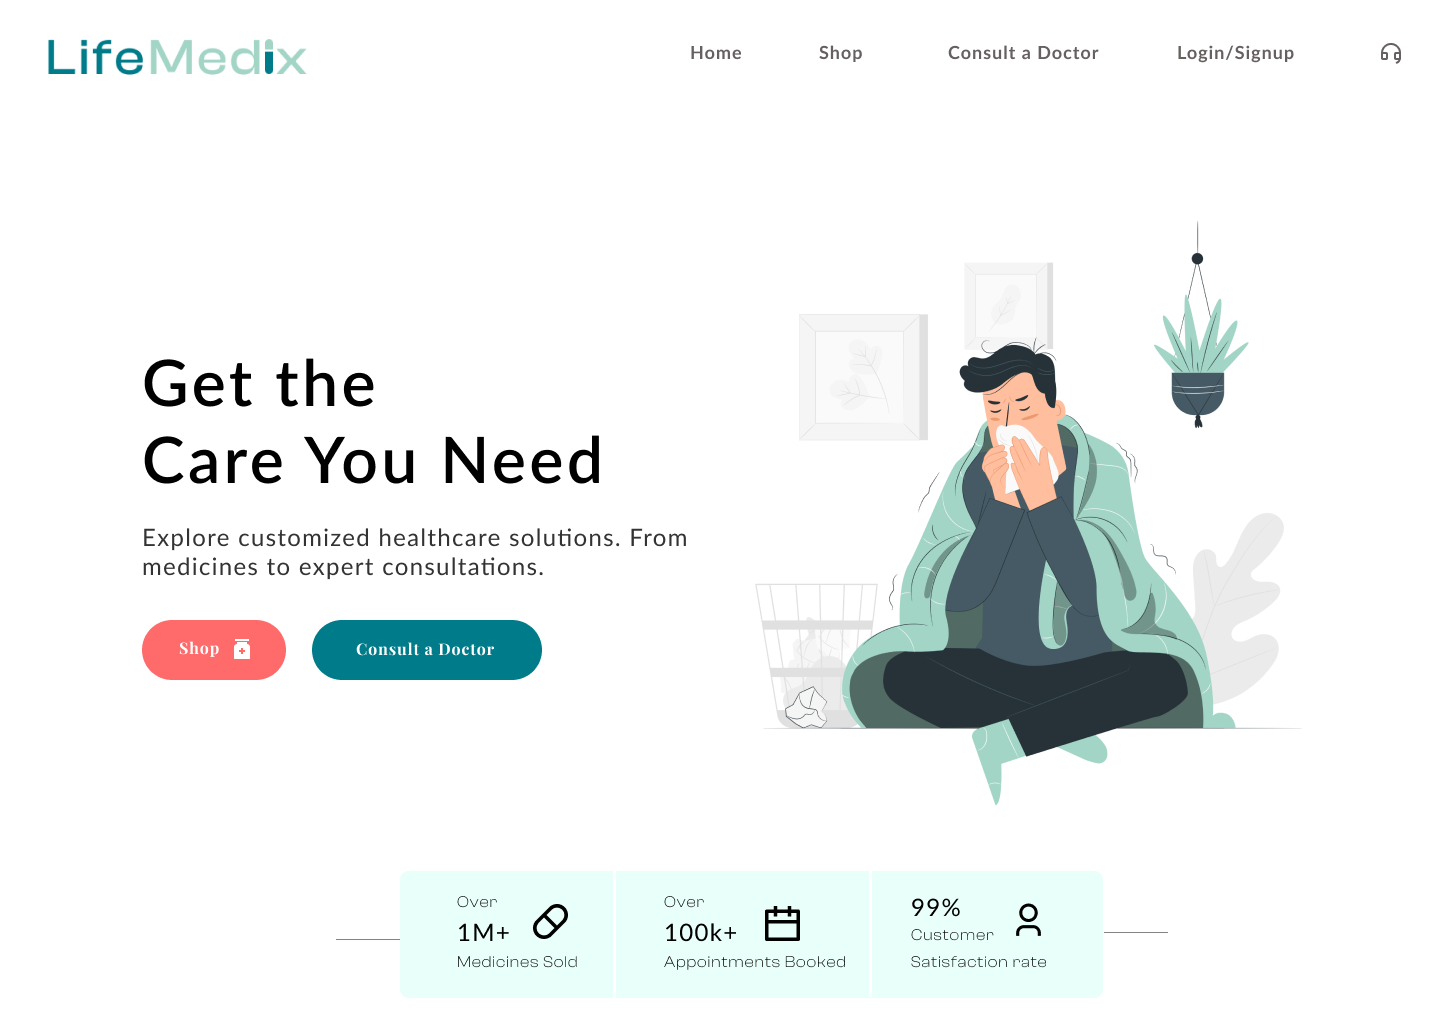 LifeMedix
Home
Shop
Consult a Doctor
Login/Signup
Get the
Care You Need
Explore customized healthcare solutions. From
medicines to expert consultations.
Shop
Consult a Doctor
Over
1M+
Medicines Sold
Over
100k+
Appointments Booked
99%
Customer
Satisfaction rate